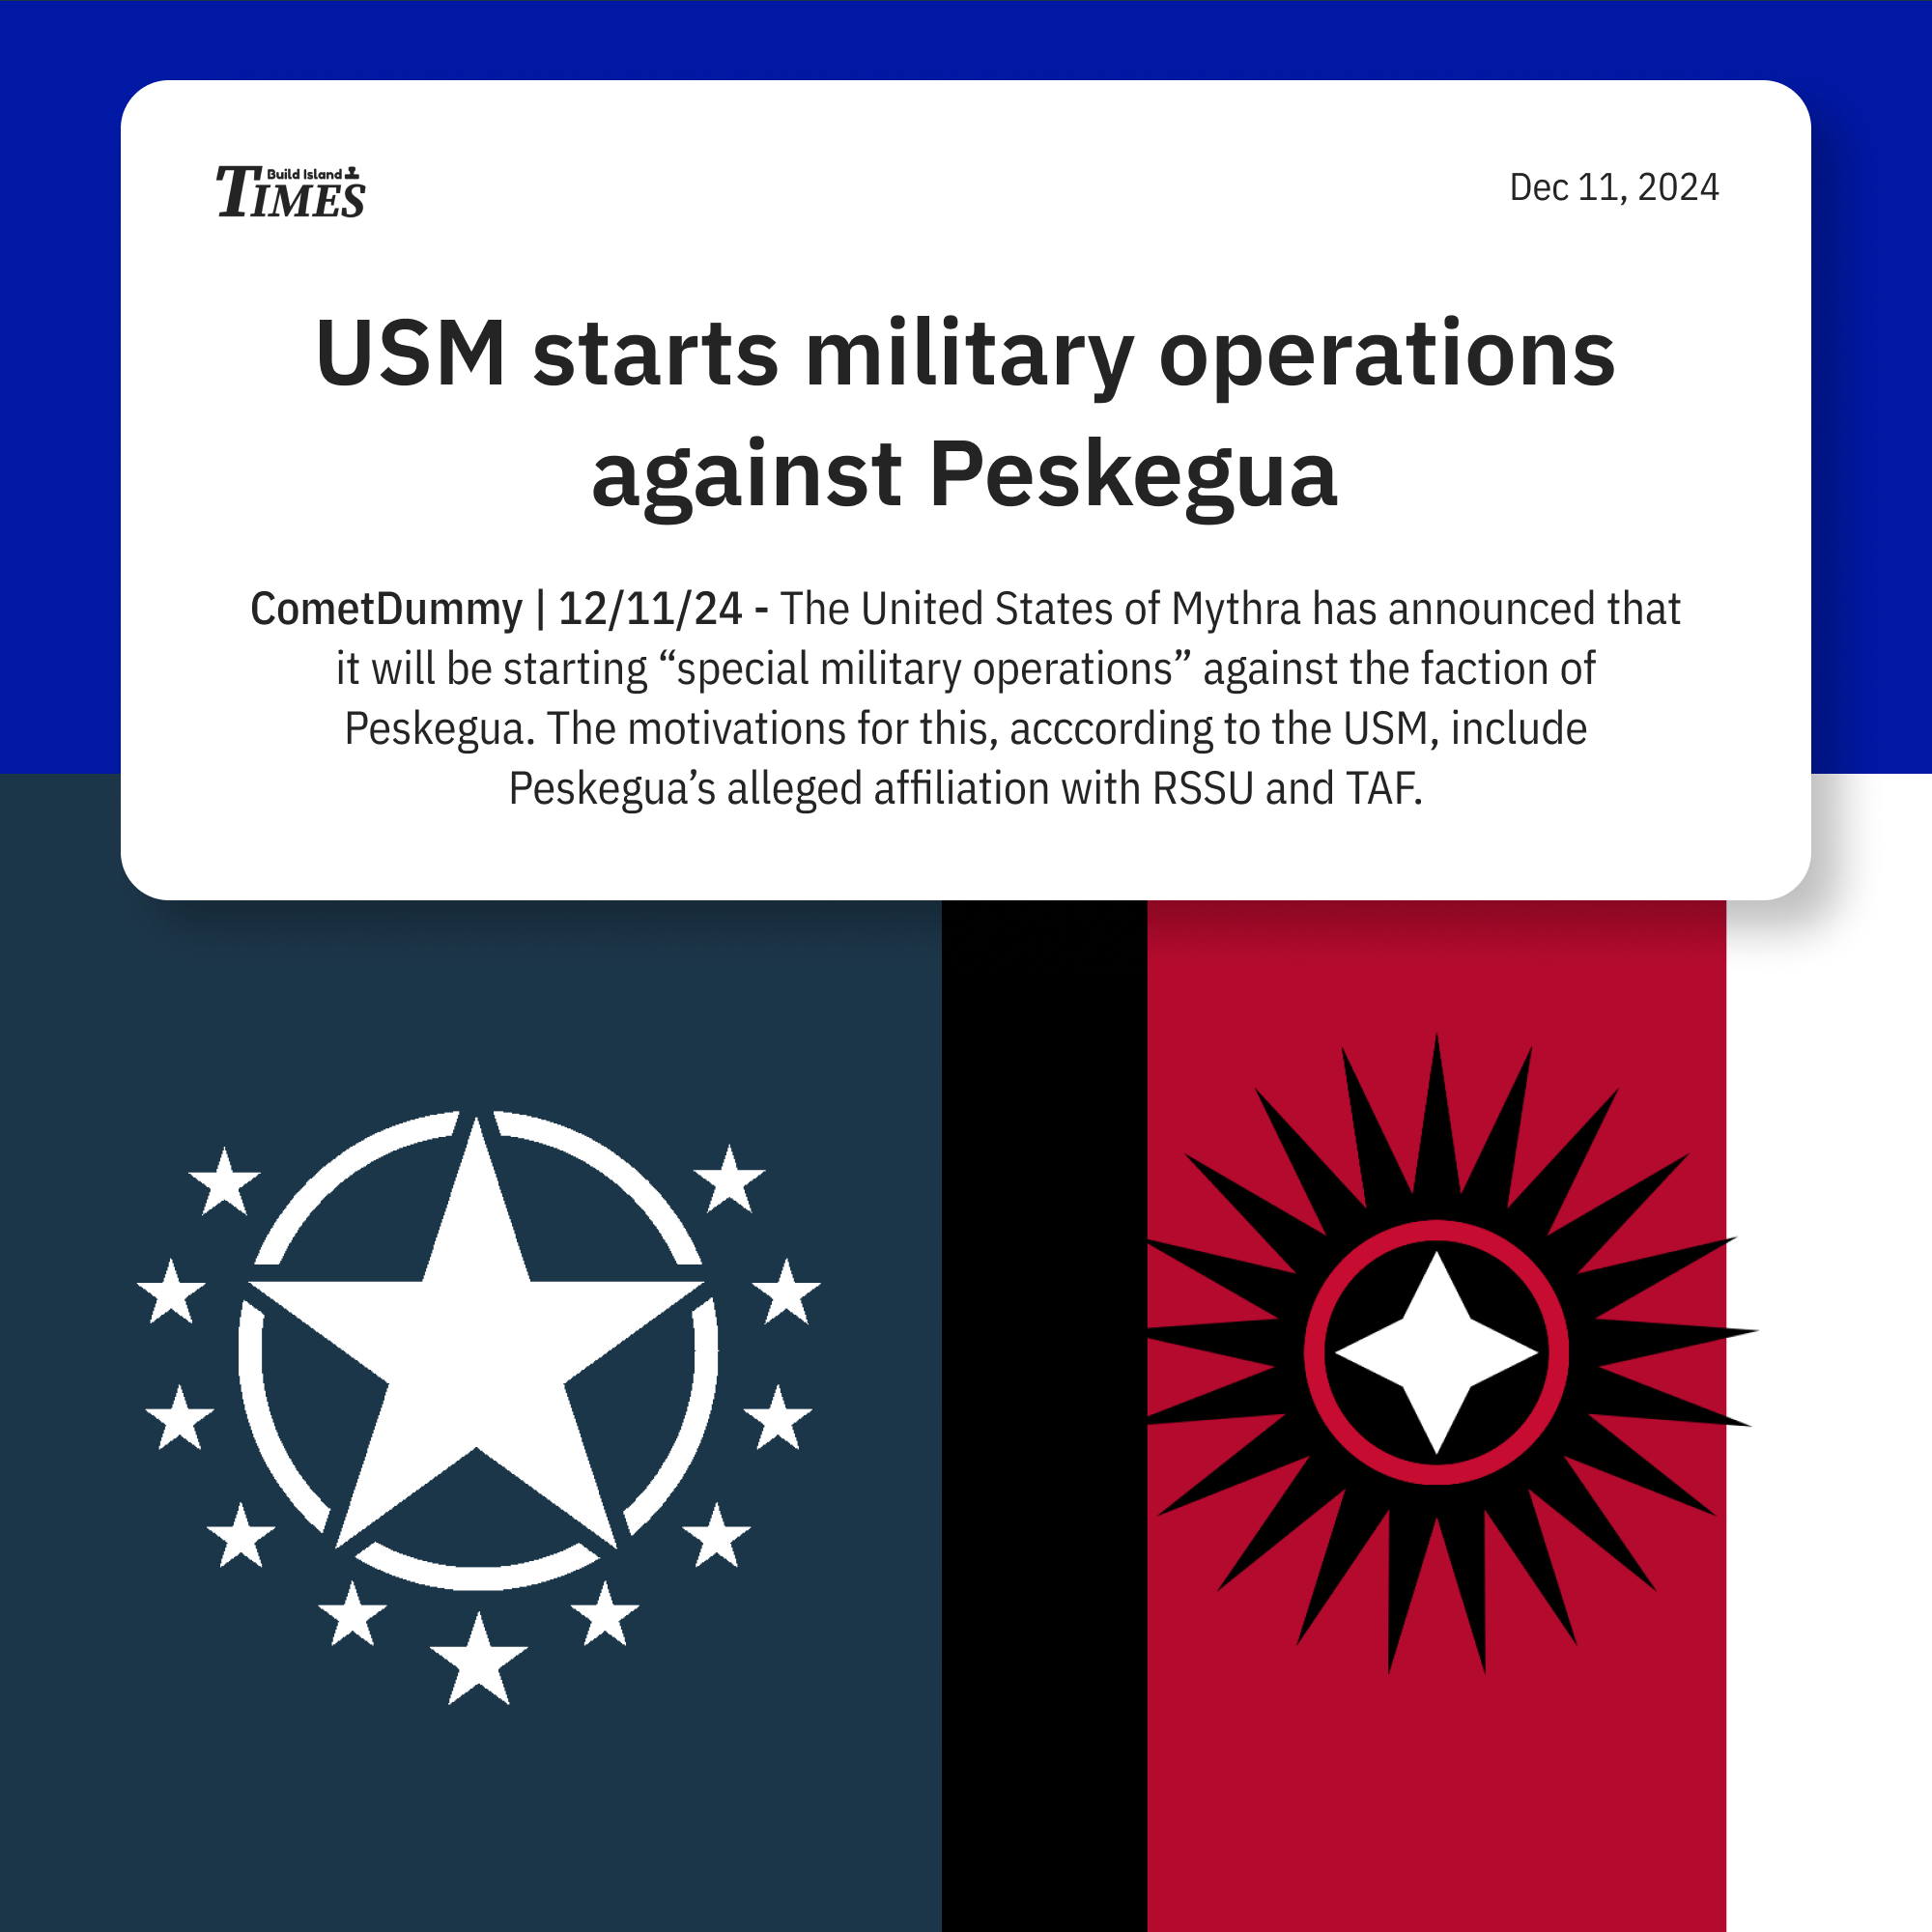 Build Island
TIMES
Dec 11, 2024
USM starts military operations
against Peskegua
CometDummy | 12/11/24 - The United States of Mythra has announced that
it will be starting “special military operations” against the faction of
Peskegua. The motivations for this, acccording to the USM, include
Peskegua’s alleged affiliation with RSSU and TAF.